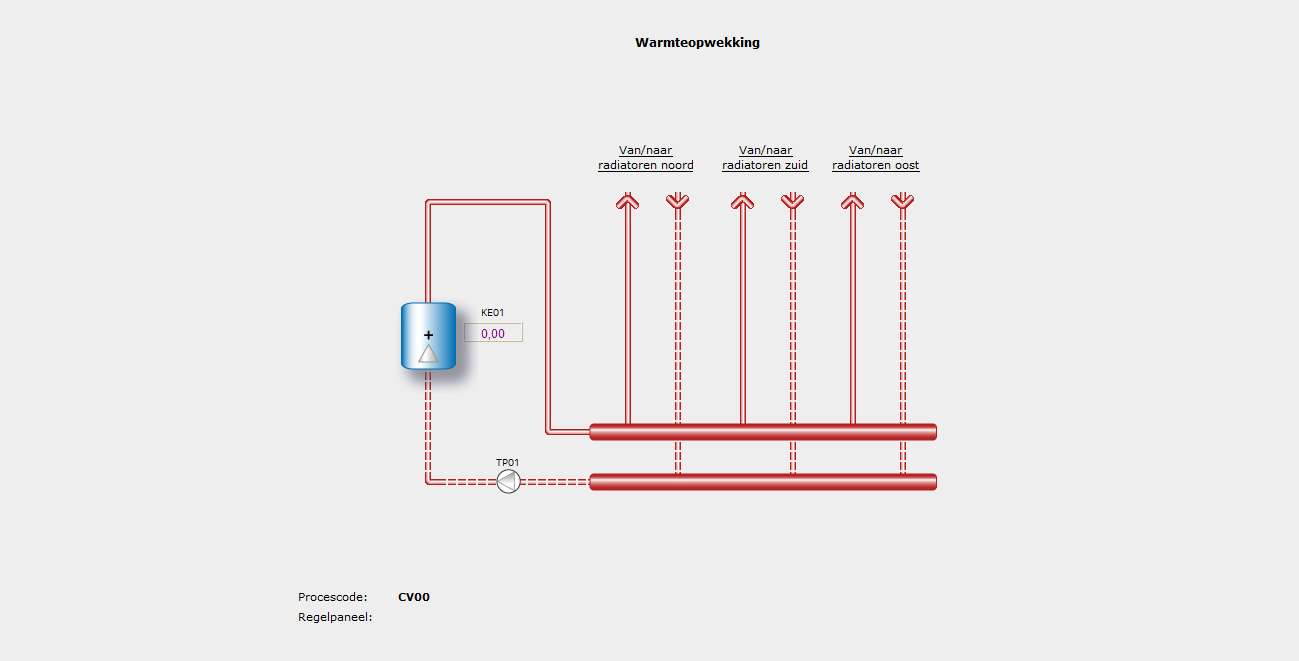 Warmteopwekking
Van/naar
radiatoren noord
Van/naar
radiatoren zuid
Van/naar
radiatoren oost
KE01
+
0,00
TP01
Procescode: CV00
Regelpaneel: